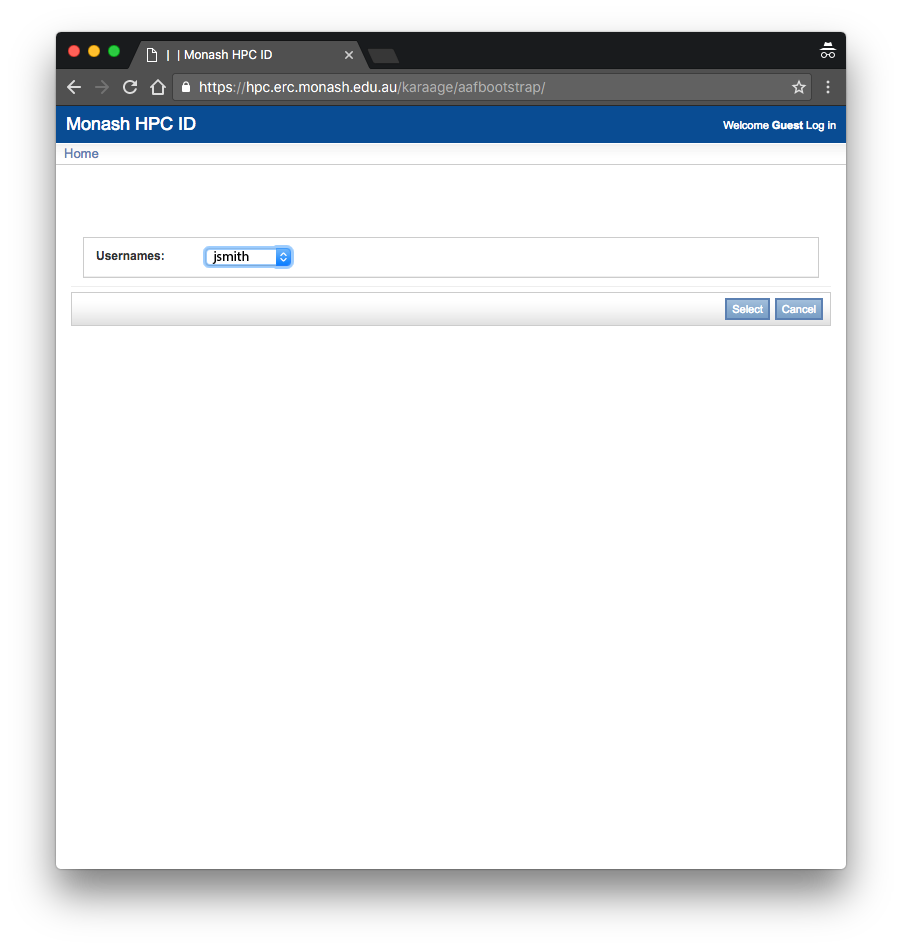 | | Monash HPC ID
https://hpc.erc.monash.edu.au/karaage/aafbootstrap/
Monash HPC ID
Welcome Guest Log in
Home
Usernames: jsmith
Select Cancel